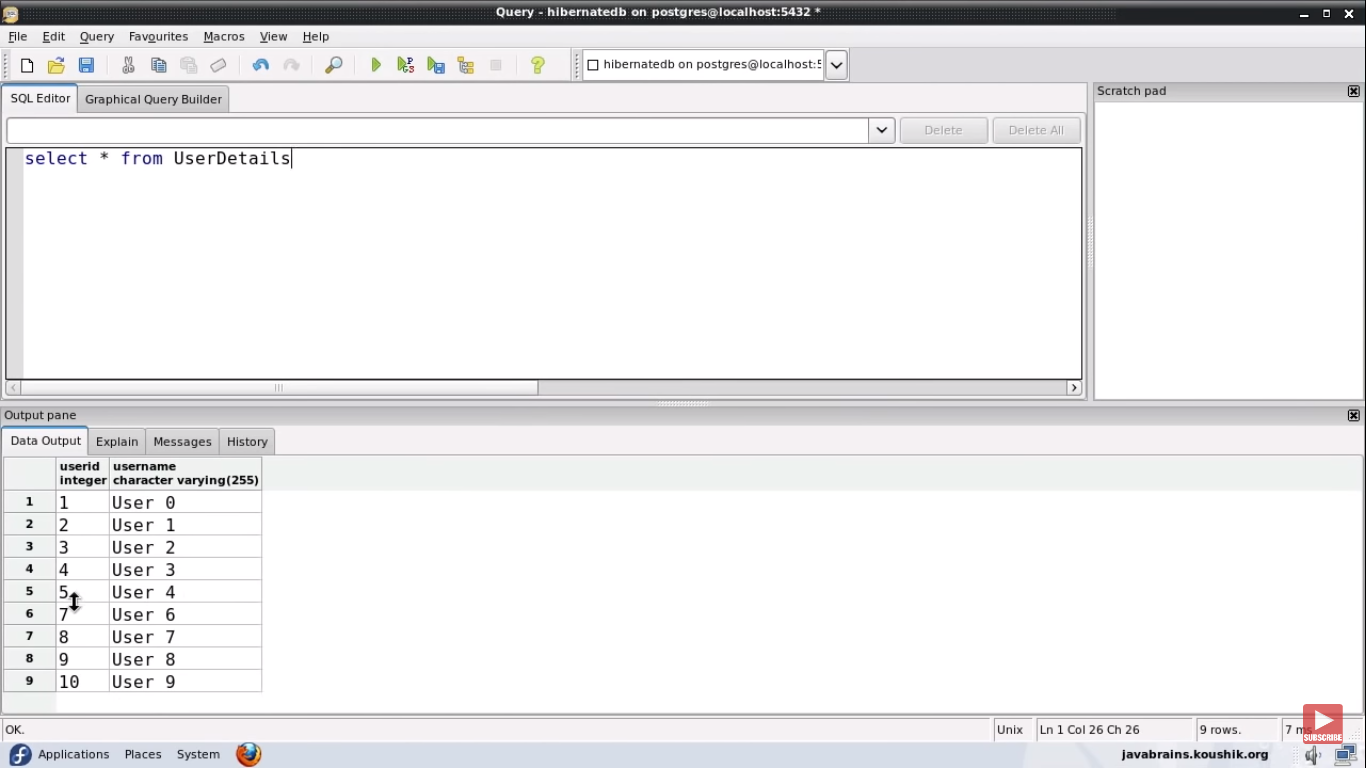 Query - hibernatedb on postgres@localhost:5432 *
File Edit Query Favourites Macros View Help
hibernatedb on postgres@localhost:5
SQL Editor Graphical Query Builder
Scratch pad
Delete Delete All
select * from UserDetails
Output pane
Data Output Explain Messages History
userid username
integer character varying(255)
1 1 User 0
2 2 User 1
3 3 User 2
4 4 User 3
5 5 User 4
6 7 User 6
7 8 User 7
8 9 User 8
9 10 User 9
OK. Unix Ln 1 Col 26 Ch 26 9 rows. 7 ms
SUBSCRIBE
Applications Places System javabrains.koushik.org